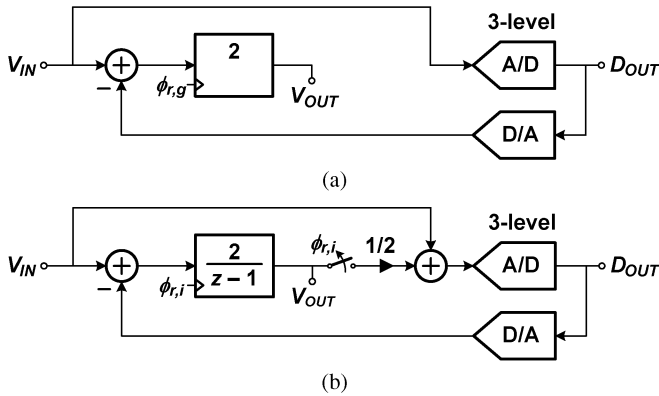 3-level
V_IN + 2 A/D D_OUT
− ϕ_r,g V_OUT
D/A
(a)
3-level
ϕ_r,i 1/2
V_IN + 2/(z − 1) + A/D D_OUT
− ϕ_r,i V_OUT
D/A
(b)